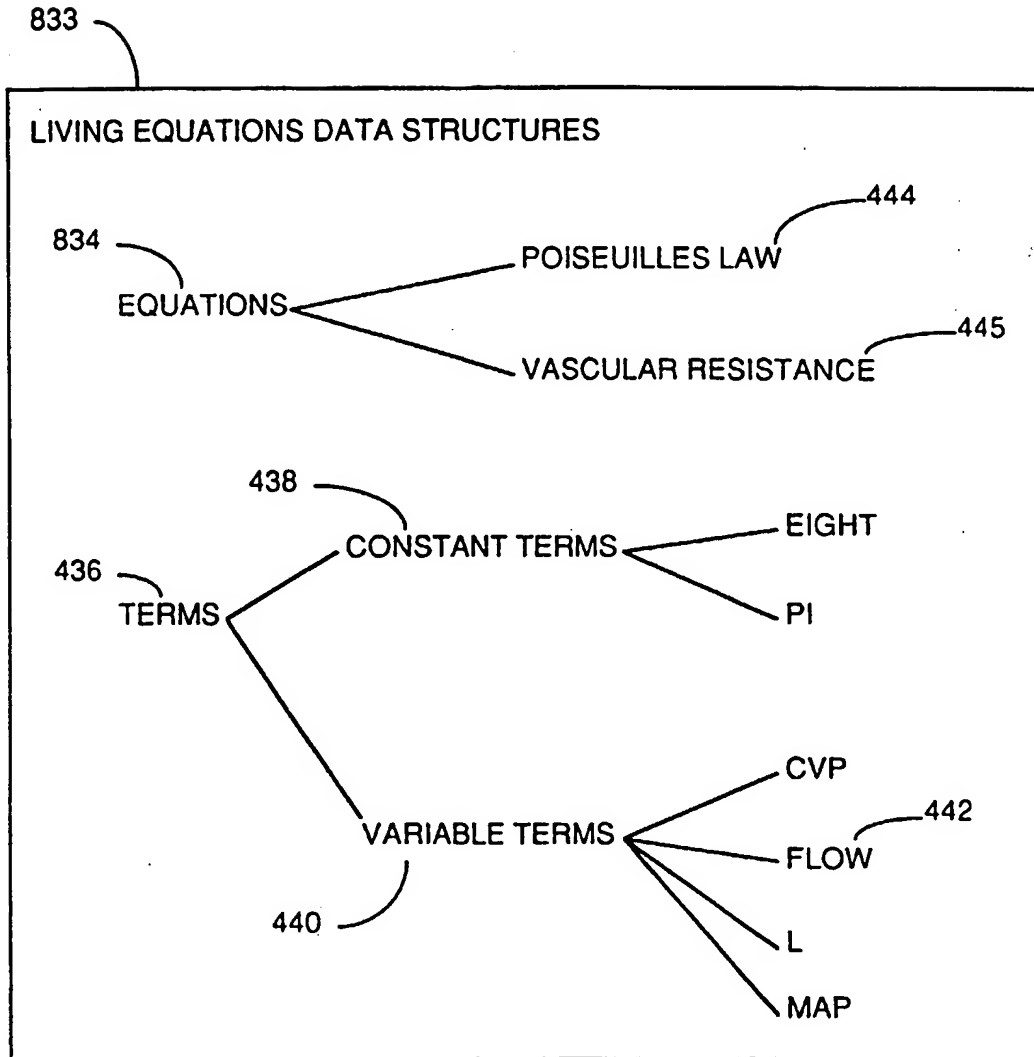 833
LIVING EQUATIONS DATA STRUCTURES
444
834
POISEUILLES LAW
EQUATIONS
445
VASCULAR RESISTANCE
438
EIGHT
CONSTANT TERMS
436
TERMS
PI
CVP
442
VARIABLE TERMS
FLOW
440
L
MAP